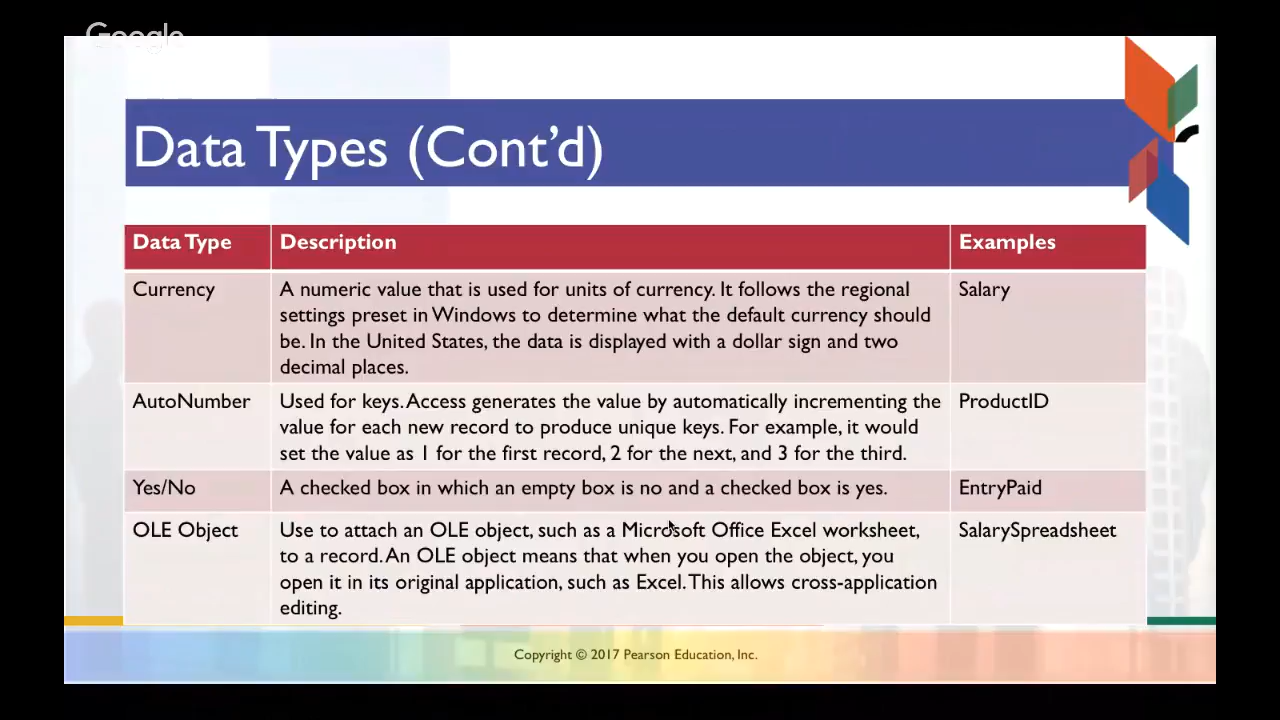 Google
Data Types (Cont'd)
Data Type Description Examples
Currency A numeric value that is used for units of currency. It follows the regional Salary
settings preset in Windows to determine what the default currency should
be. In the United States, the data is displayed with a dollar sign and two
decimal places.
AutoNumber Used for keys. Access generates the value by automatically incrementing the ProductID
value for each new record to produce unique keys. For example, it would
set the value as 1 for the first record, 2 for the next, and 3 for the third.
Yes/No A checked box in which an empty box is no and a checked box is yes. EntryPaid
OLE Object Use to attach an OLE object, such as a Microsoft Office Excel worksheet, SalarySpreadsheet
to a record. An OLE object means that when you open the object, you
open it in its original application, such as Excel. This allows cross-application
editing.
Copyright © 2017 Pearson Education, Inc.